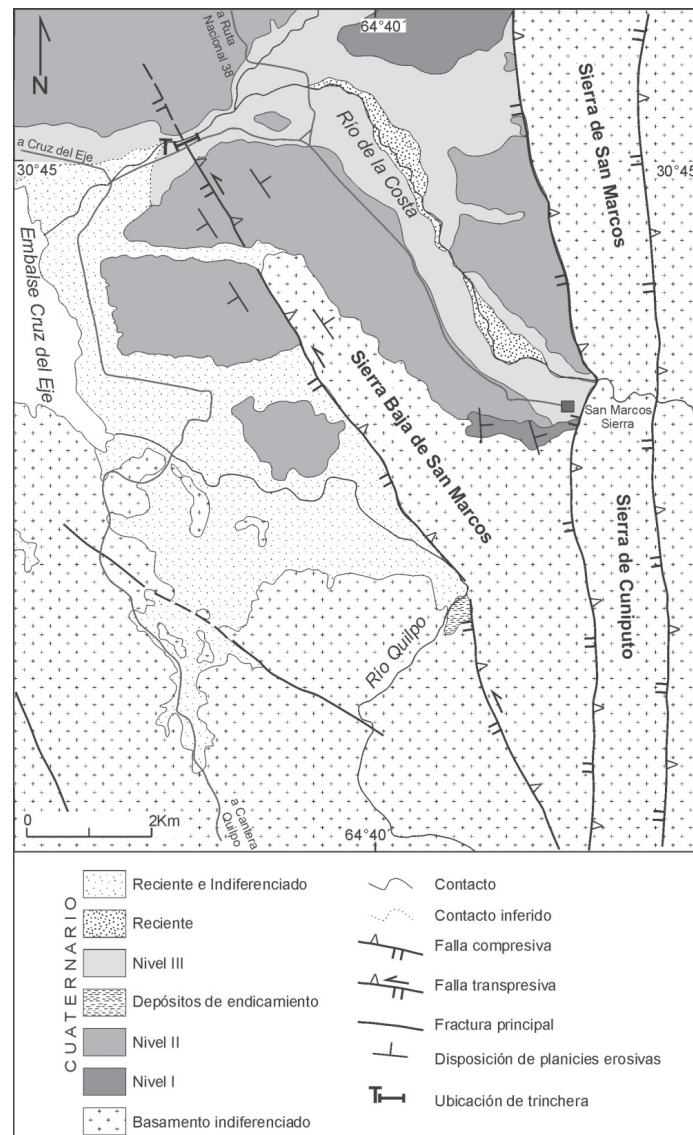 64°40´
a Ruta
Nacional 38
N
T
a Cruz del Eje
30°45
30°45
Río de la Costa
Sierra de San Marcos
Embalse Cruz del Eje
Sierra Baja de San Marcos
San Marcos
Sierra
Sierra de Cuniputo
Río Quilpo
a Cantera
Quilpo
0 2Km
64°40´
CUATERNARIO
Reciente e Indiferenciado
Reciente
Nivel III
Depósitos de endicamiento
Nivel II
Nivel I
Basamento indiferenciado
Contacto
Contacto inferido
Falla compresiva
Falla transpresiva
Fractura principal
Disposición de planicies erosivas
T
Ubicación de trinchera